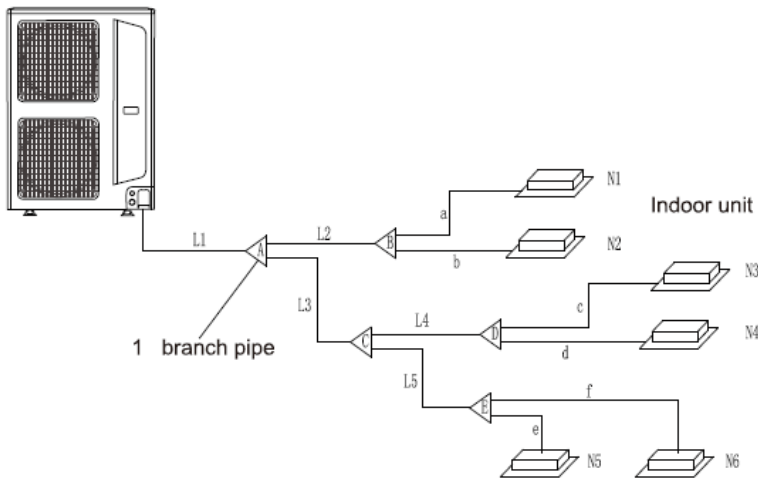 N1
a
Indoor unit
L1
A
L2
B
b
N2
N3
L3
c
1 branch pipe
L4
C
D
d
N4
L5
E
f
e
N5
N6